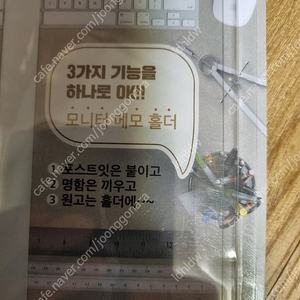 3가지 기능을
하나로 OK!!
모니터 메모 홀더
① 포스트잇은 붙이고
② 명함은 끼우고
③ 원고는 홀더에~~
cafe.naver.com/joonggonara